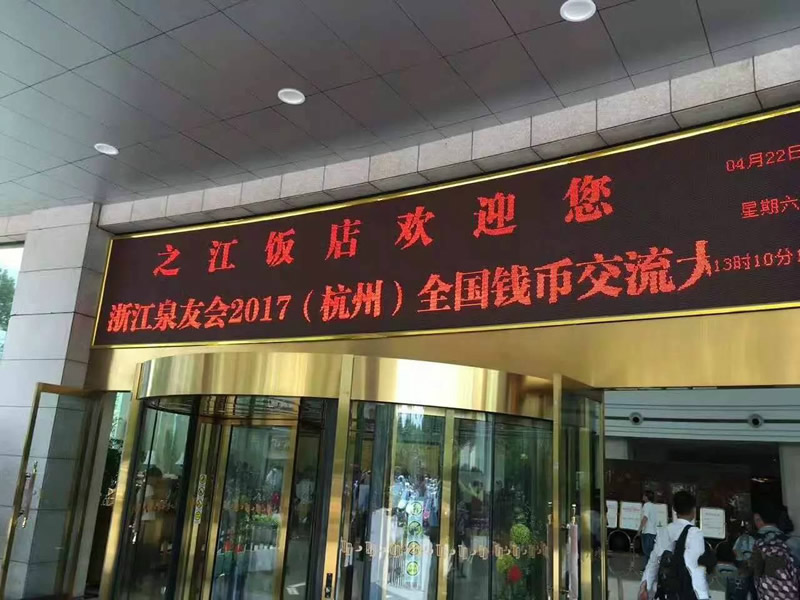 之江饭店欢迎您
04月22日
星期六
浙江泉友会2017（杭州）全国钱币交流大
13时10分